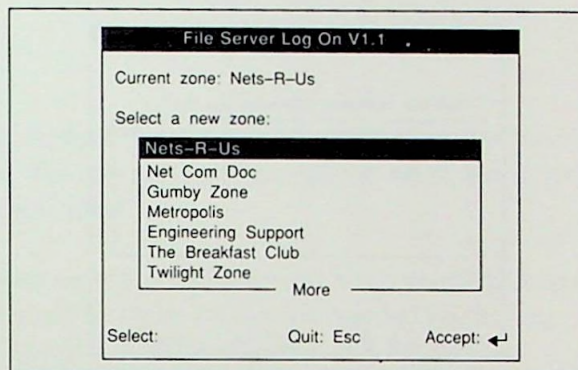 File Server Log On V1.1
Current zone: Nets-R-Us
Select a new zone:
Nets-R-Us
Net Com Doc
Gumby Zone
Metropolis
Engineering Support
The Breakfast Club
Twilight Zone
More
Select: Quit: Esc Accept: ↵